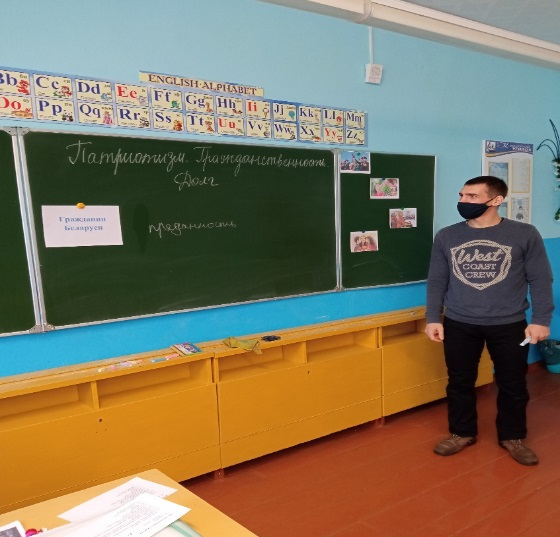 ENGLISH ALPHABET
Bb Cc Dd Ee Ff Gg Hh Ii Jj Kk Ll Mm
Oo Pp Qq Rr Ss Tt Uu Vv Ww Xx Yy Zz
Патриотизм Гражданственность
Долг
Гражданин
Беларуси
преданность
West
COAST
CREW